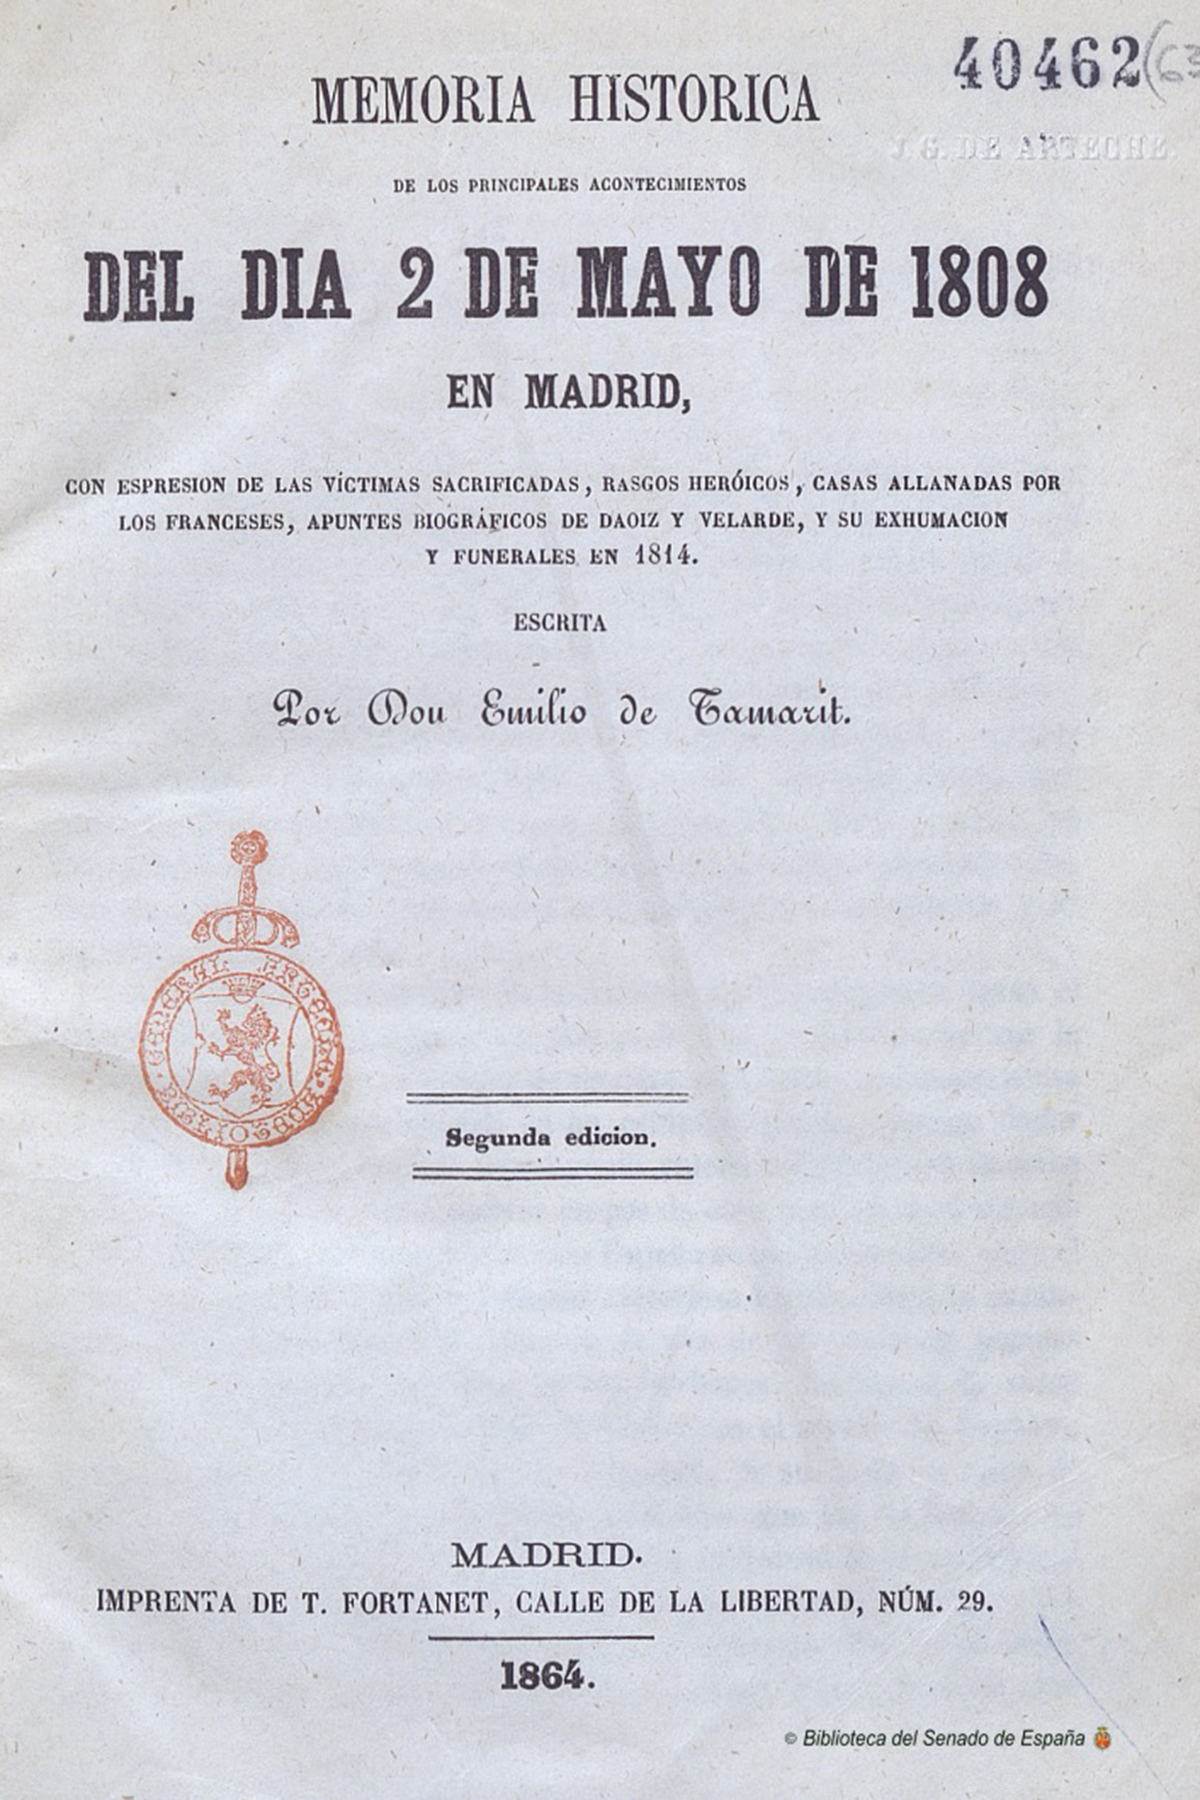 40462(63
MEMORIA HISTORICA
J. G. DE ARTECHE.
DE LOS PRINCIPALES ACONTECIMIENTOS
DEL DIA 2 DE MAYO DE 1808
EN MADRID,
CON ESPRESION DE LAS VÍCTIMAS SACRIFICADAS, RASGOS HERÓICOS, CASAS ALLANADAS POR
LOS FRANCESES, APUNTES BIOGRÁFICOS DE DAOIZ Y VELARDE, Y SU EXHUMACION
Y FUNERALES EN 1814.
ESCRITA
Por Don Emilio de Tamarit.
GENERAL ARTECHE
Segunda edicion.
MADRID.
IMPRENTA DE T. FORTANET, CALLE DE LA LIBERTAD, NÚM. 29.
1864.
© Biblioteca del Senado de España